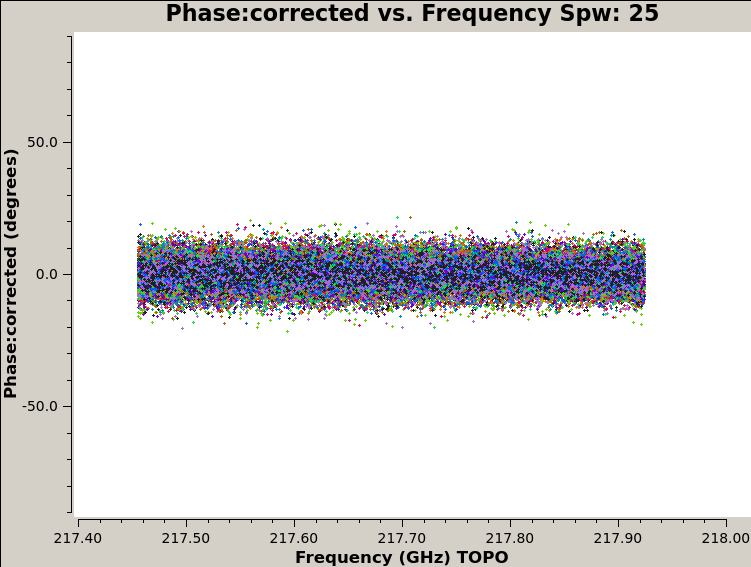 Phase:corrected vs. Frequency Spw: 25
Phase:corrected (degrees)
50.0
0.0
-50.0
217.40 217.50 217.60 217.70 217.80 217.90 218.00
Frequency (GHz) TOPO